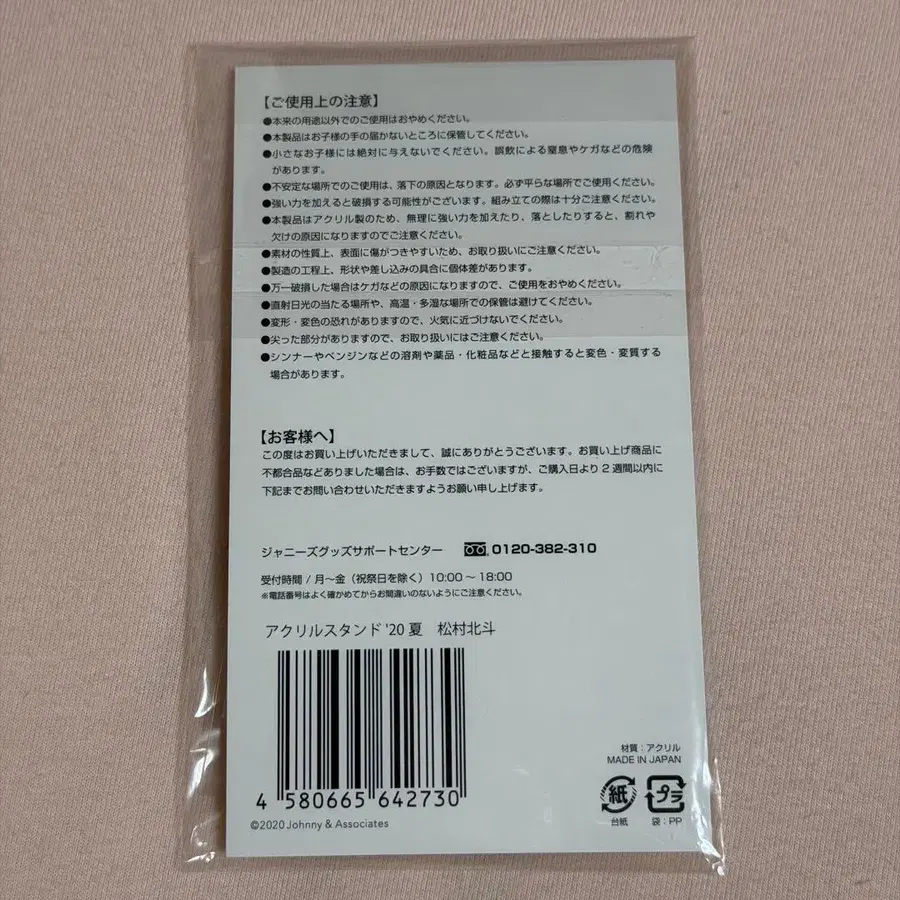 【ご使用上の注意】
●本来の用途以外でのご使用はおやめください。
●本製品はお子様の手の届かないところに保管してください。
●小さなお子様には絶対に与えないでください。誤飲による窒息やケガなどの危険
があります。
●不安定な場所でのご使用は、落下の原因となります。必ず平らな場所でご使用ください。
●強い力を加えると破損する可能性がございます。組み立ての際は十分ご注意ください。
●本製品はアクリル製のため、無理に強い力を加えたり、落としたりすると、割れや
欠けの原因になりますのでご注意ください。
●素材の性質上、表面に傷がつきやすいため、お取り扱いにご注意ください。
●製造の工程上、形状や差し込みの具合に個体差があります。
●万一破損した場合はケガなどの原因になりますので、ご使用をおやめください。
●直射日光の当たる場所や、高温・多湿な場所での保管は避けてください。
●変形・変色の恐れがありますので、火気に近づけないでください。
●尖った部分がありますので、お取り扱いにはご注意ください。
●シンナーやベンジンなどの溶剤や薬品・化粧品などと接触すると変色・変質する
場合があります。
【お客様へ】
この度はお買い上げいただきまして、誠にありがとうございます。お買い上げ商品に
不都合品などありました場合は、お手数ではございますが、ご購入日より2週間以内に
下記までお問い合わせいただきますようお願い申し上げます。
ジャニーズグッズサポートセンター 0120-382-310
受付時間 / 月〜金（祝祭日を除く）10:00〜18:00
※電話番号はよく確かめてからお間違いのないようにご注意ください。
アクリルスタンド '20 夏 松村北斗
4 580665 642730
©2020 Johnny & Associates
材質：アクリル
MADE IN JAPAN
紙 プラ
台紙 袋：PP